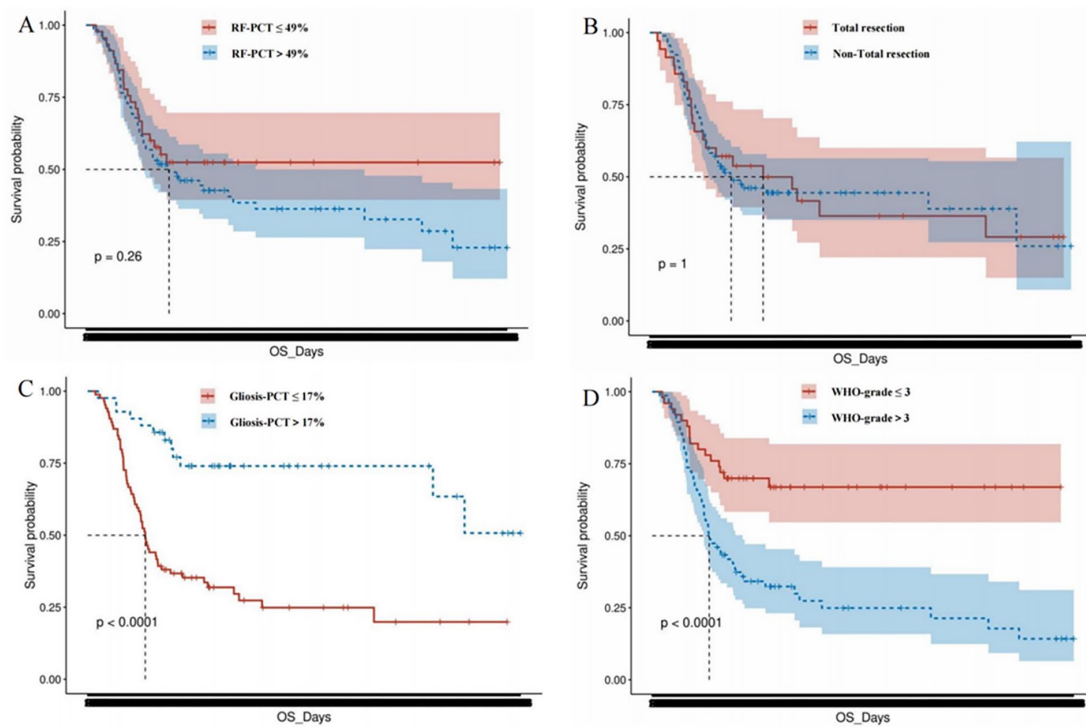 A
RF-PCT ≤ 49%
RF-PCT > 49%
Survival probability
1.00
0.75
0.50
0.25
0.00
p = 0.26
OS_Days
B
Total resection
Non-Total resection
Survival probability
1.00
0.75
0.50
0.25
0.00
p = 1
OS_Days
C
Gliosis-PCT ≤ 17%
Gliosis-PCT > 17%
Survival probability
1.00
0.75
0.50
0.25
0.00
p < 0.0001
OS_Days
D
WHO-grade ≤ 3
WHO-grade > 3
Survival probability
1.00
0.75
0.50
0.25
0.00
p < 0.0001
OS_Days